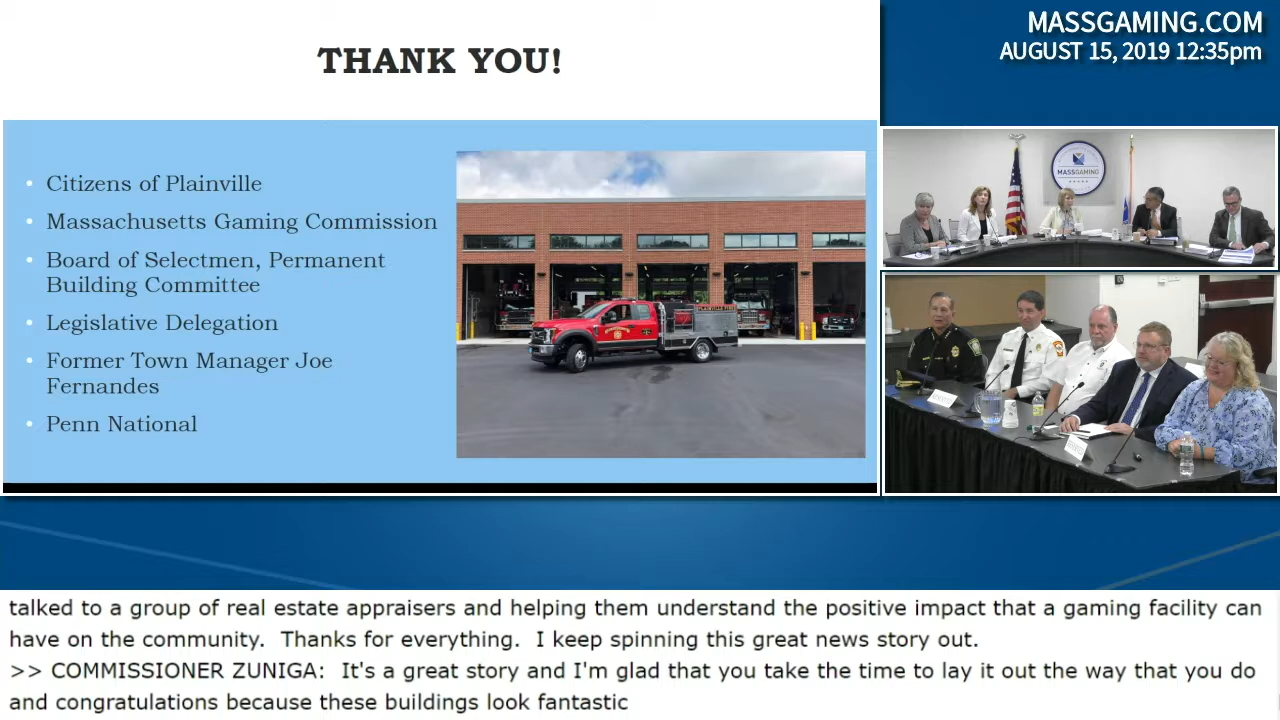 THANK YOU!
MASSGAMING.COM
AUGUST 15, 2019 12:35pm
• Citizens of Plainville
• Massachusetts Gaming Commission
• Board of Selectmen, Permanent
Building Committee
• Legislative Delegation
• Former Town Manager Joe
Fernandes
• Penn National
MASSGAMING
talked to a group of real estate appraisers and helping them understand the positive impact that a gaming facility can
have on the community. Thanks for everything. I keep spinning this great news story out.
>> COMMISSIONER ZUNIGA: It's a great story and I'm glad that you take the time to lay it out the way that you do
and congratulations because these buildings look fantastic